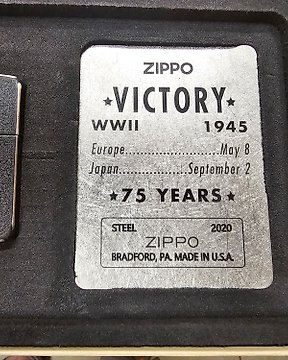 ZIPPO
★VICTORY★
WWII 1945
Europe........................May 8
Japan.................September 2
★75 YEARS★
STEEL 2020
ZIPPO
BRADFORD, PA. MADE IN U.S.A.